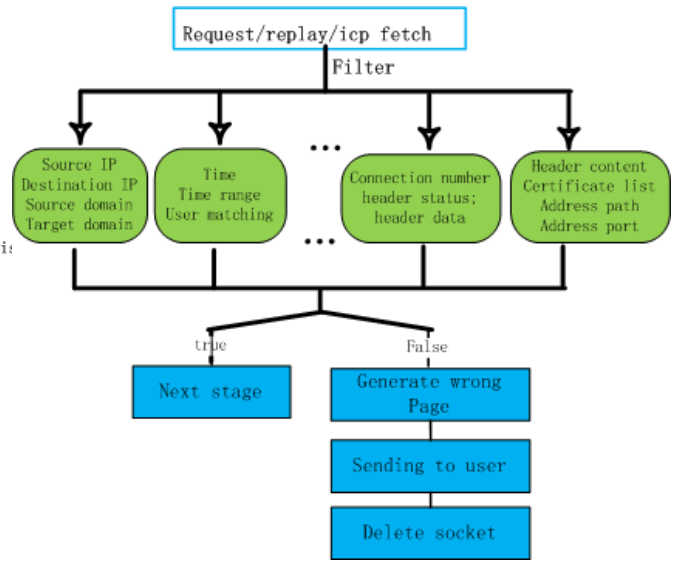 Request/replay/icp fetch
Filter
Source IP
Destination IP
Source domain
Target domain
Time
Time range
User matching
...
...
Connection number
header status;
header data
Header content
Certificate list
Address path
Address port
is
true
False
Next stage
Generate wrong
Page
Sending to user
Delete socket